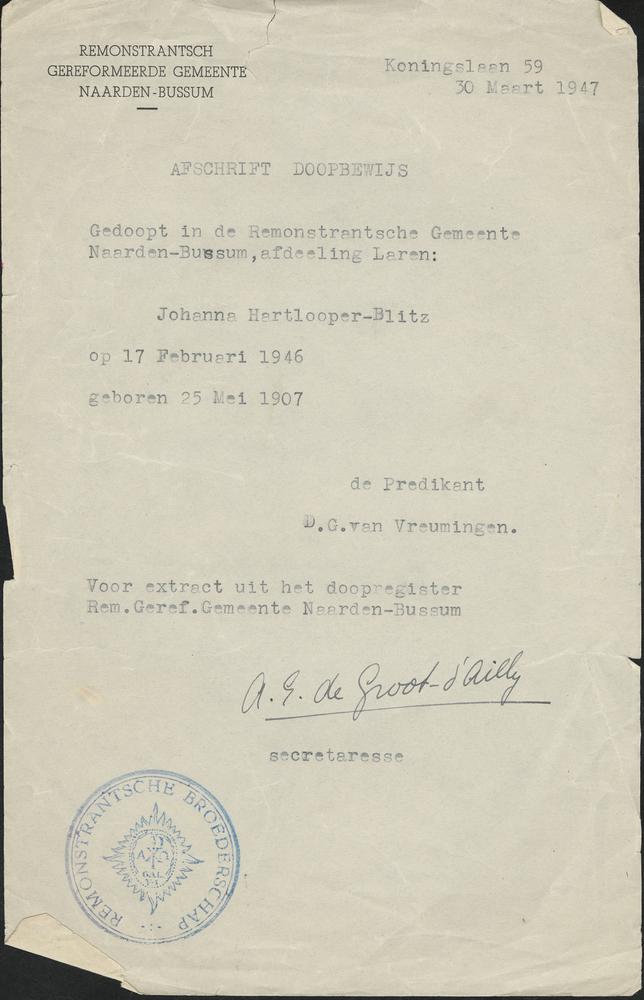 REMONSTRANTSCH
GEREFORMEERDE GEMEENTE
NAARDEN-BUSSUM
Koningslaan 59
30 Maart 1947
AFSCHRIFT DOOPBEWIJS
Gedoopt in de Remonstrantsche Gemeente
Naarden-Bussum,afdeeling Laren:
Johanna Hartlooper-Blitz
op 17 Februari 1946
geboren 25 Mei 1907
de Predikant
D.G.van Vreumingen.
Voor extract uit het doopregister
Rem.Geref.Gemeente Naarden-Bussum
A. G. de Groot-d'Ailly
secretaresse
REMONSTRANTSCHE BROEDERSCHAP
A Ω
GAL